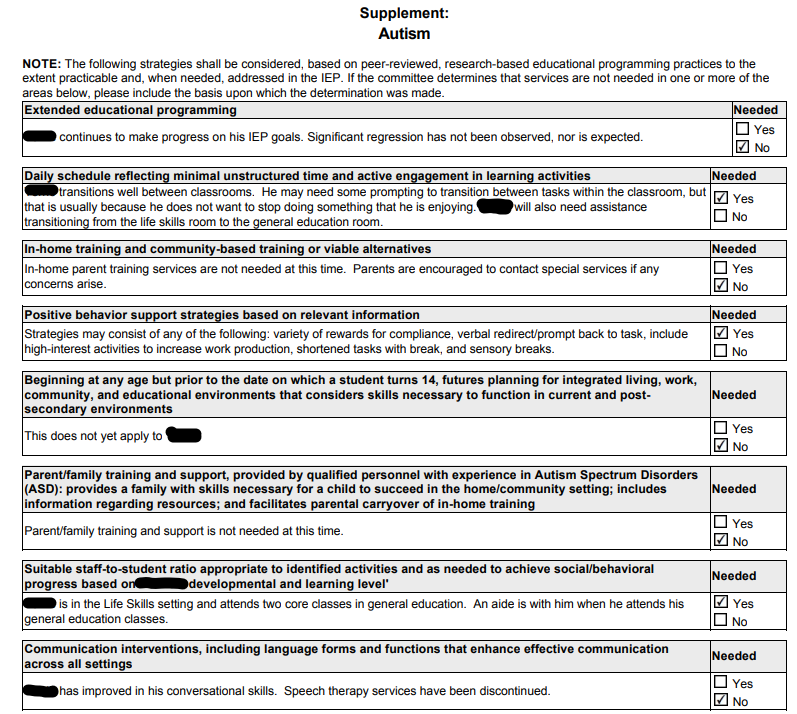 Supplement:
Autism
NOTE: The following strategies shall be considered, based on peer-reviewed, research-based educational programming practices to the
extent practicable and, when needed, addressed in the IEP. If the committee determines that services are not needed in one or more of the
areas below, please include the basis upon which the determination was made.
Extended educational programming
Needed
continues to make progress on his IEP goals. Significant regression has not been observed, nor is expected.
Yes
No
Daily schedule reflecting minimal unstructured time and active engagement in learning activities
Needed
transitions well between classrooms. He may need some prompting to transition between tasks within the classroom, but
that is usually because he does not want to stop doing something that he is enjoying. will also need assistance
transitioning from the life skills room to the general education room.
Yes
No
In-home training and community-based training or viable alternatives
Needed
In-home parent training services are not needed at this time. Parents are encouraged to contact special services if any
concerns arise.
Yes
No
Positive behavior support strategies based on relevant information
Needed
Strategies may consist of any of the following: variety of rewards for compliance, verbal redirect/prompt back to task, include
high-interest activities to increase work production, shortened tasks with break, and sensory breaks.
Yes
No
Beginning at any age but prior to the date on which a student turns 14, futures planning for integrated living, work,
community, and educational environments that considers skills necessary to function in current and post-
secondary environments
Needed
This does not yet apply to
Yes
No
Parent/family training and support, provided by qualified personnel with experience in Autism Spectrum Disorders
(ASD): provides a family with skills necessary for a child to succeed in the home/community setting; includes
information regarding resources; and facilitates parental carryover of in-home training
Needed
Parent/family training and support is not needed at this time.
Yes
No
Suitable staff-to-student ratio appropriate to identified activities and as needed to achieve social/behavioral
progress based on developmental and learning level'
Needed
is in the Life Skills setting and attends two core classes in general education. An aide is with him when he attends his
general education classes.
Yes
No
Communication interventions, including language forms and functions that enhance effective communication
across all settings
Needed
has improved in his conversational skills. Speech therapy services have been discontinued.
Yes
No